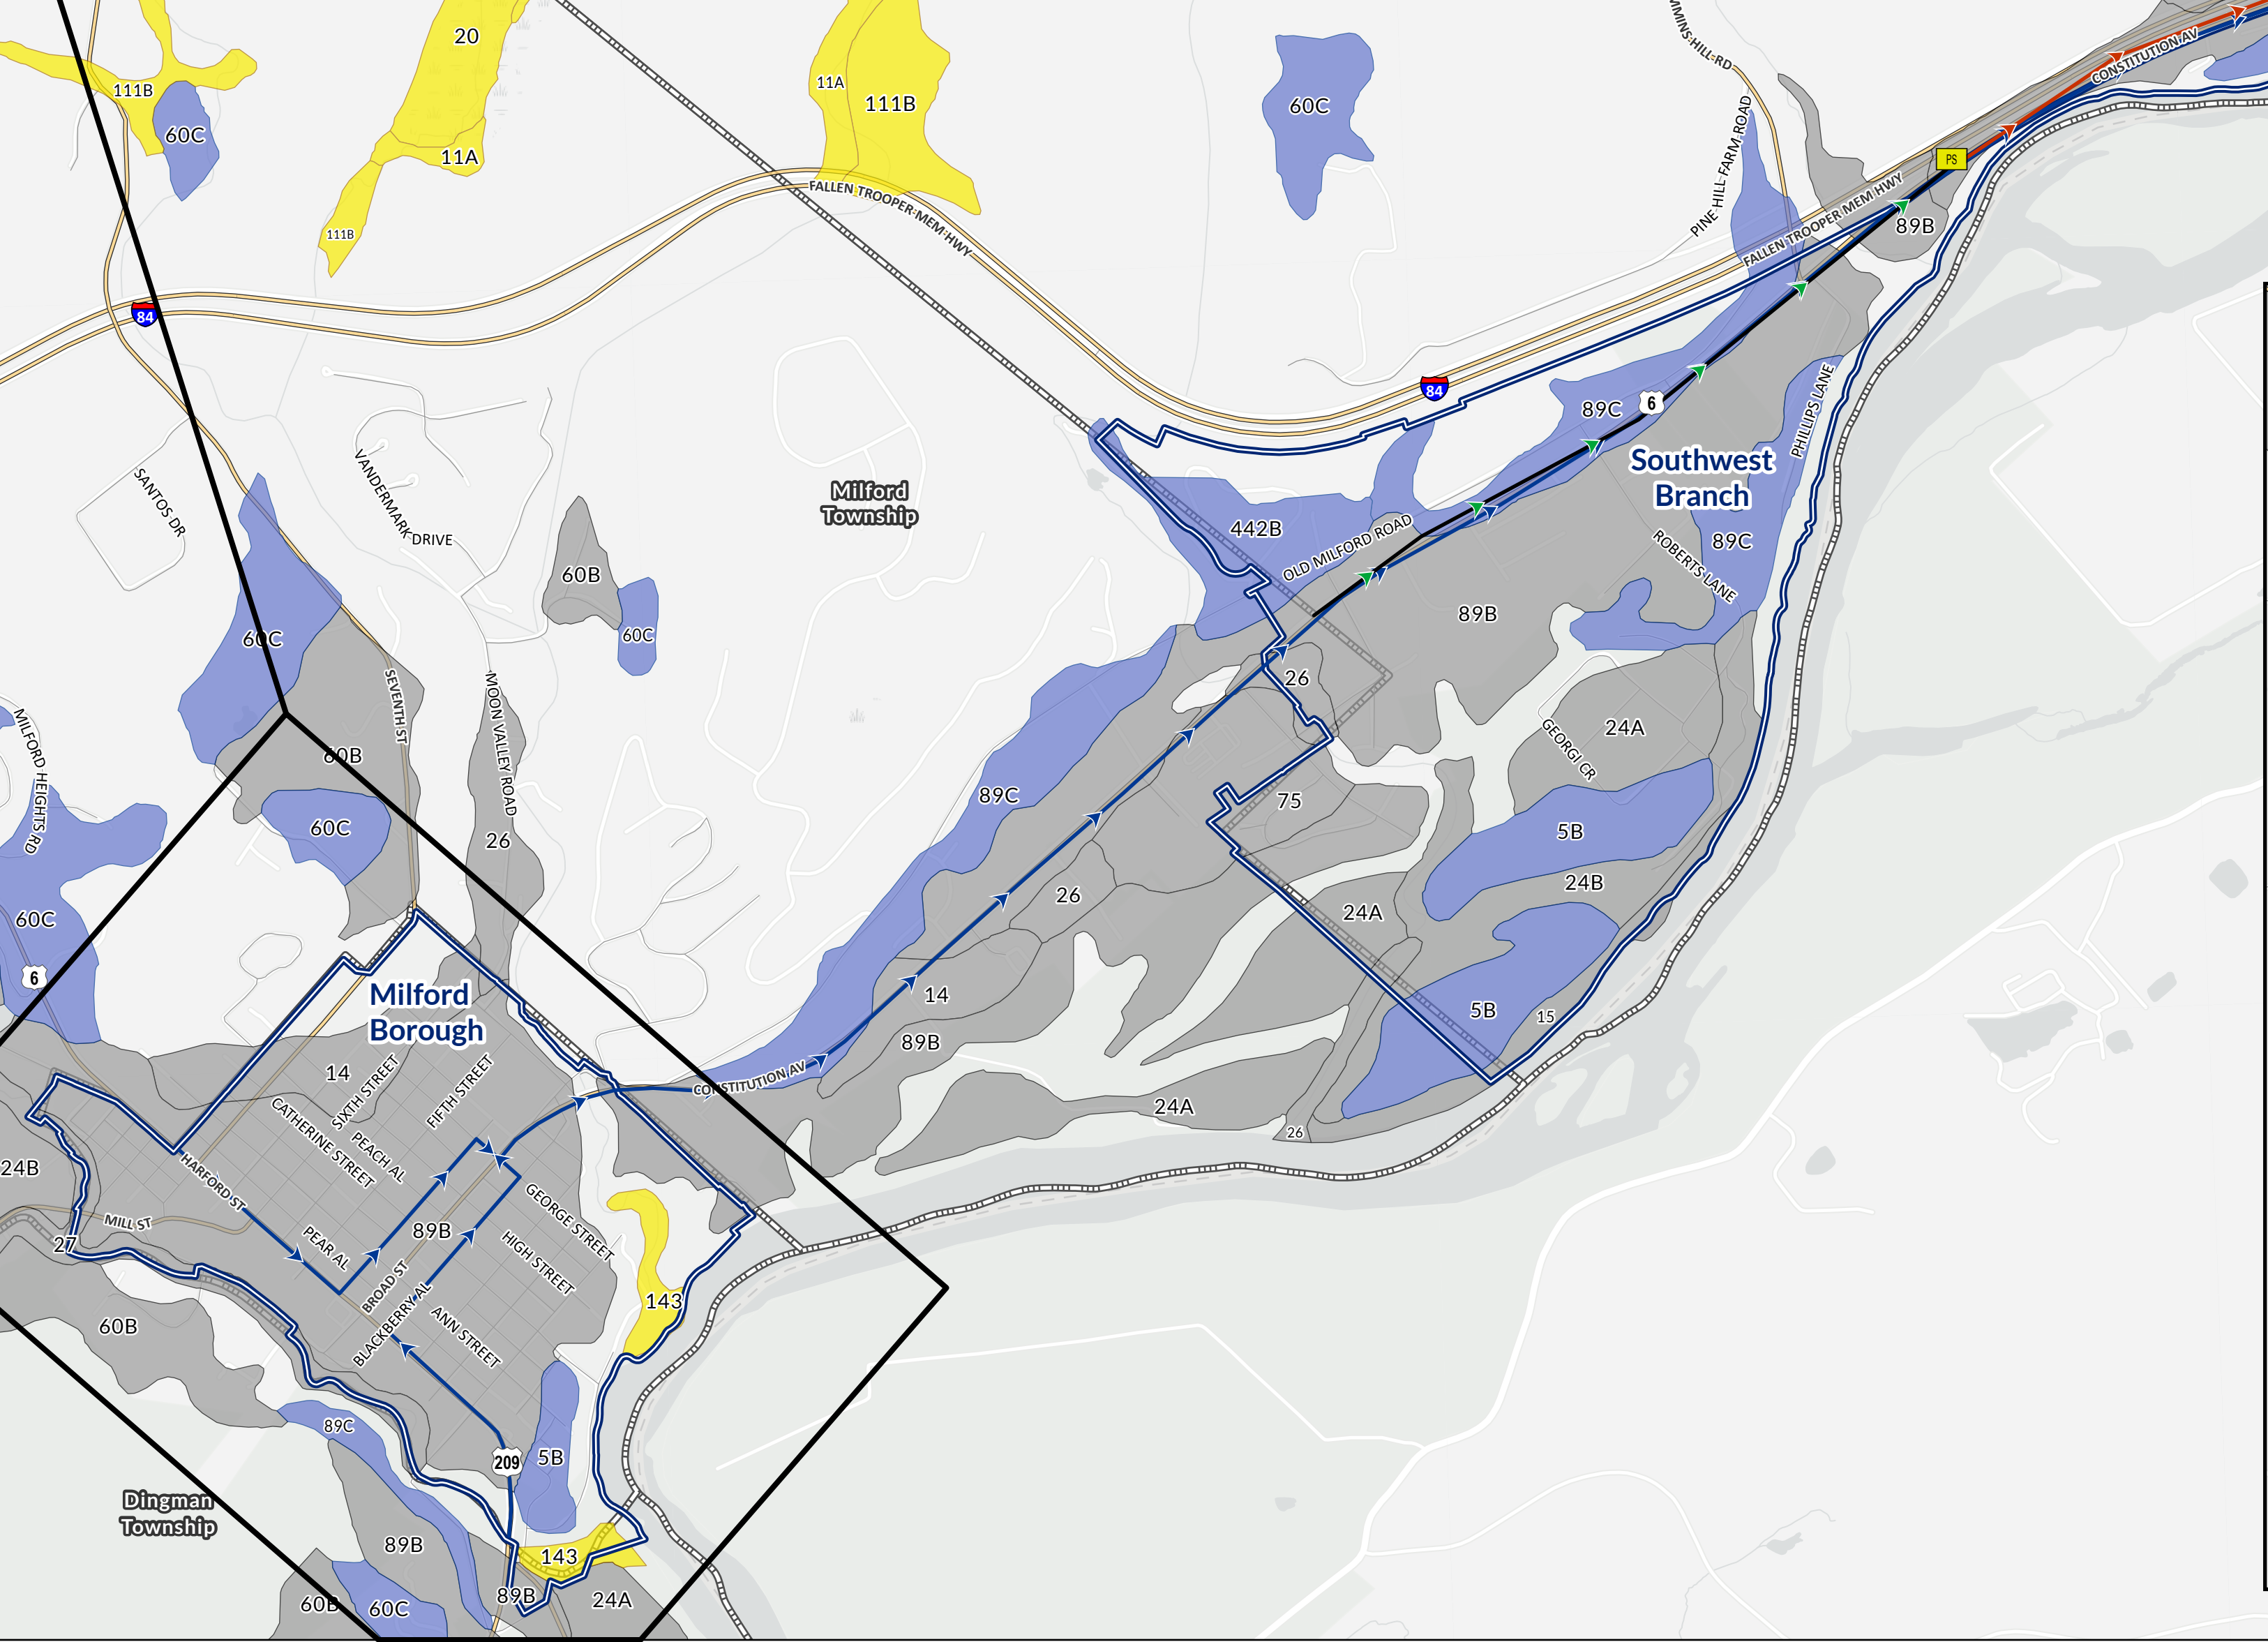 20
111B
60C
11A
111B
11A
111B
60C
FALLEN TROOPER MEM HWY
MMINS HILL RD
PINE HILL FARM ROAD
CONSTITUTION AV
PS
FALLEN TROOPER MEM HWY
89B
84
84
SANTOS DR
VANDERMARK DRIVE
Milford
Township
60B
60C
60C
60B
SEVENTH ST
MOON VALLEY ROAD
26
MILFORD HEIGHTS RD
60C
60C
6
442B
OLD MILFORD ROAD
89C
6
Southwest
Branch
PHILLIPS LANE
89C
ROBERTS LANE
89B
26
24A
GEORGI CR
75
5B
24B
24A
5B
15
89C
26
14
89B
24A
26
CONSTITUTION AV
Milford
Borough
14
SIXTH STREET
FIFTH STREET
CATHERINE STREET
PEACH AL
24B
HARFORD ST
MILL ST
27
PEAR AL
89B
GEORGE STREET
HIGH STREET
BROAD ST
BLACKBERRY AL
ANN STREET
143
60B
89C
209
5B
Dingman
Township
89B
143
60B
60C
89B
24A